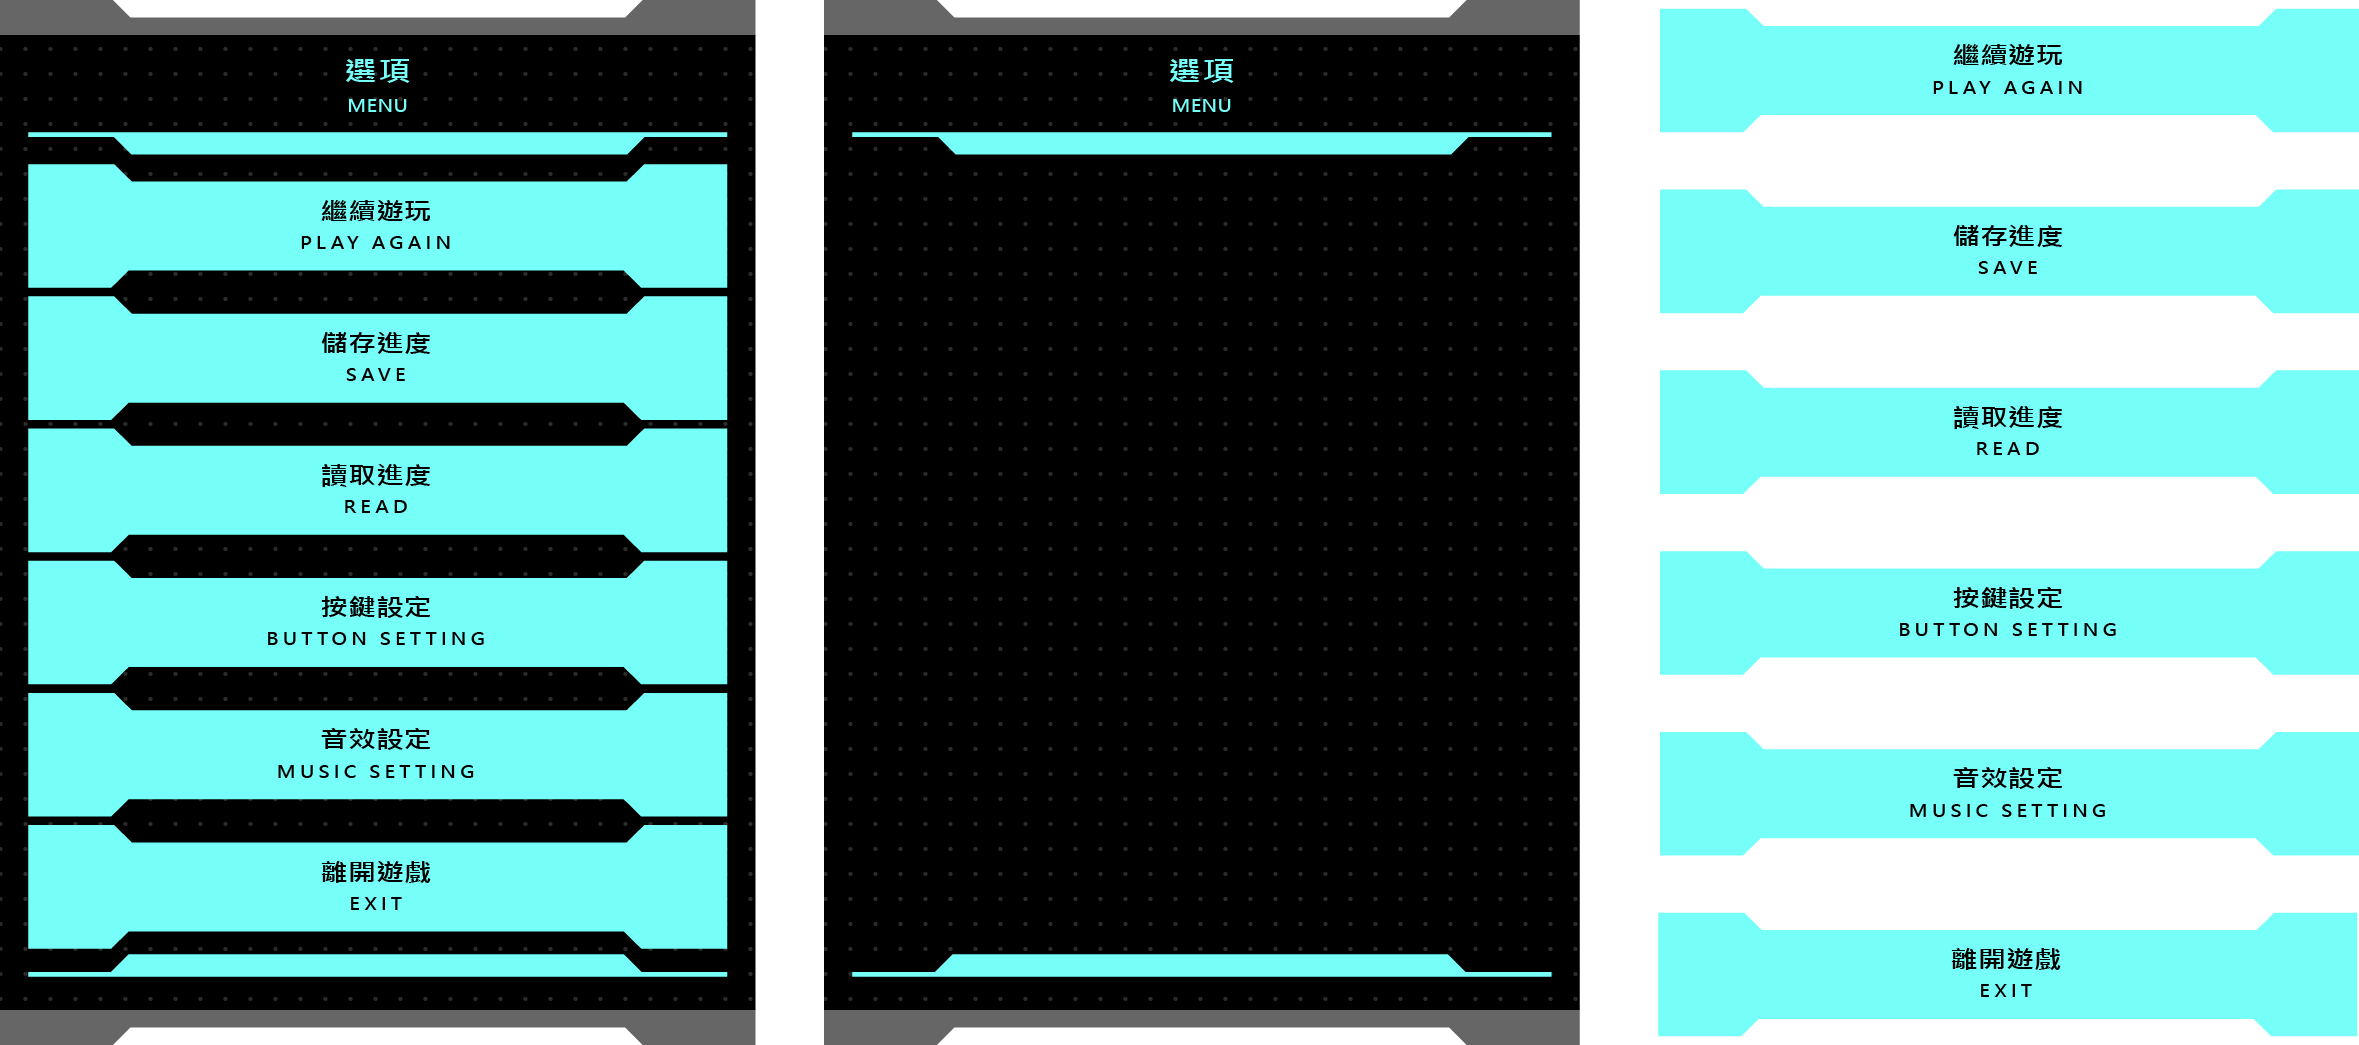 選項
MENU
繼續遊玩
PLAY AGAIN
儲存進度
SAVE
讀取進度
READ
按鍵設定
BUTTON SETTING
音效設定
MUSIC SETTING
離開遊戲
EXIT
選項
MENU
繼續遊玩
PLAY AGAIN
儲存進度
SAVE
讀取進度
READ
按鍵設定
BUTTON SETTING
音效設定
MUSIC SETTING
離開遊戲
EXIT